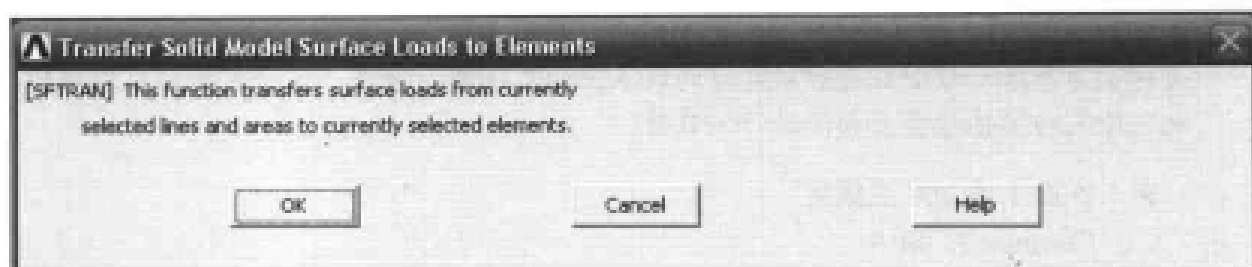 Transfer Solid Model Surface Loads to Elements
[SFTRAN] This function transfers surface loads from currently
selected lines and areas to currently selected elements.
OK Cancel Help